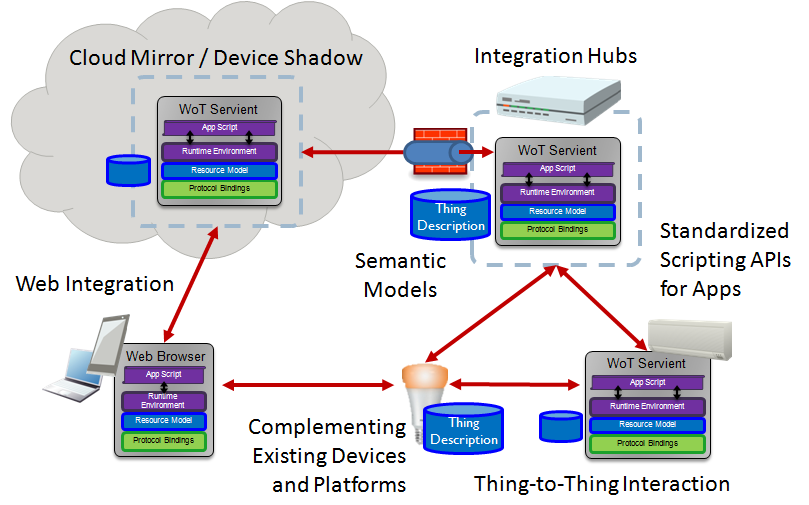 Cloud Mirror / Device Shadow
WoT Servient
App Script
Runtime Environment
Resource Model
Protocol Bindings
Integration Hubs
WoT Servient
App Script
Runtime Environment
Resource Model
Protocol Bindings
Thing
Description
Semantic
Models
Standardized
Scripting APIs
for Apps
Web Integration
Web Browser
App Script
Runtime
Environment
Resource Model
Protocol Bindings
Complementing
Existing Devices
and Platforms
Thing
Description
WoT Servient
App Script
Runtime Environment
Resource Model
Protocol Bindings
Thing-to-Thing Interaction